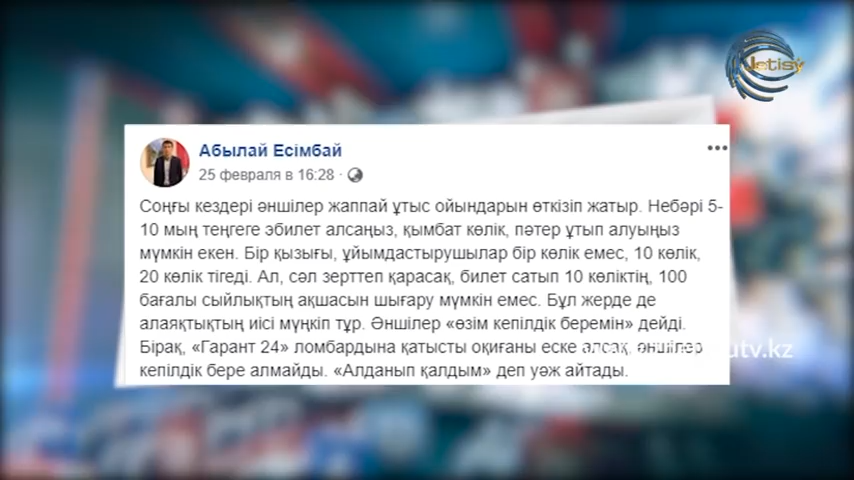 Jetisy
Абылай Есімбай
25 февраля в 16:28
Соңғы кездері әншілер жаппай ұтыс ойындарын өткізіп жатыр. Небәрі 5-
10 мың теңгеге эбилет алсаңыз, қымбат көлік, пәтер ұтып алуыңыз
мүмкін екен. Бір қызығы, ұйымдастырушылар бір көлік емес, 10 көлік,
20 көлік тігеді. Ал, сәл зерттеп қарасақ, билет сатып 10 көліктің, 100
бағалы сыйлықтың ақшасын шығару мүмкін емес. Бұл жерде де
алаяқтықтың иісі мүңкіп тұр. Әншілер «өзім кепілдік беремін» дейді.
Бірақ, «Гарант 24» ломбардына қатысты оқиғаны еске алсақ, әншілер
кепілдік бере алмайды. «Алданып қалдым» деп уәж айтады.